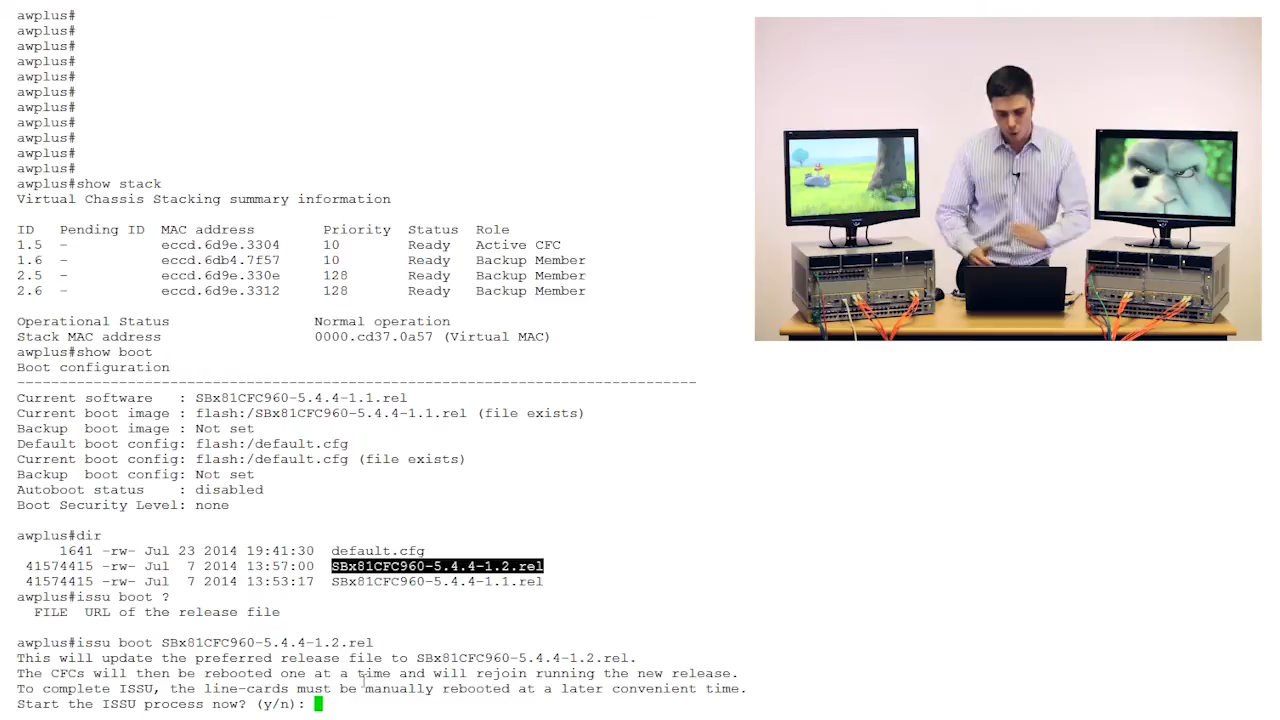 awplus#
awplus#
awplus#
awplus#
awplus#
awplus#
awplus#
awplus#
awplus#
awplus#
awplus#
awplus#show stack
Virtual Chassis Stacking summary information
ID Pending ID MAC address Priority Status Role
1.5 - eccd.6d9e.3304 10 Ready Active CFC
1.6 - eccd.6db4.7f57 10 Ready Backup Member
2.5 - eccd.6d9e.330e 128 Ready Backup Member
2.6 - eccd.6d9e.3312 128 Ready Backup Member
Operational Status Normal operation
Stack MAC address 0000.cd37.0a57 (Virtual MAC)
awplus#show boot
Boot configuration
--------------------------------------------------------------------------------
Current software : SBx81CFC960-5.4.4-1.1.rel
Current boot image : flash:/SBx81CFC960-5.4.4-1.1.rel (file exists)
Backup boot image : Not set
Default boot config: flash:/default.cfg
Current boot config: flash:/default.cfg (file exists)
Backup boot config: Not set
Autoboot status : disabled
Boot Security Level: none
awplus#dir
1641 -rw- Jul 23 2014 19:41:30 default.cfg
41574415 -rw- Jul 7 2014 13:57:00 SBx81CFC960-5.4.4-1.2.rel
41574415 -rw- Jul 7 2014 13:53:17 SBx81CFC960-5.4.4-1.1.rel
awplus#issu boot ?
FILE URL of the release file
awplus#issu boot SBx81CFC960-5.4.4-1.2.rel
This will update the preferred release file to SBx81CFC960-5.4.4-1.2.rel.
The CFCs will then be rebooted one at a time and will rejoin running the new release.
To complete ISSU, the line-cards must be manually rebooted at a later convenient time.
Start the ISSU process now? (y/n):